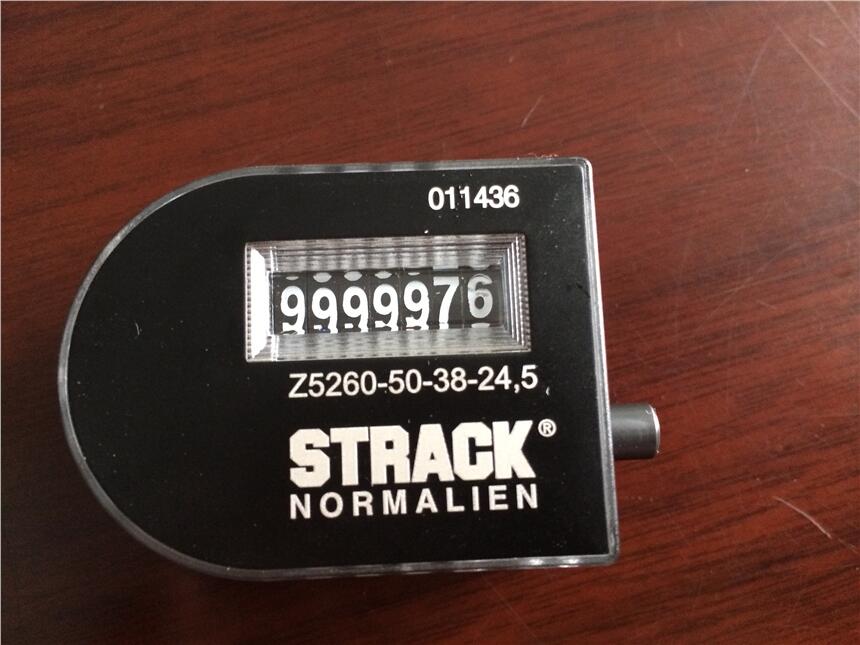 011436
9999976
Z5260-50-38-24,5
STRACK®
NORMALIEN